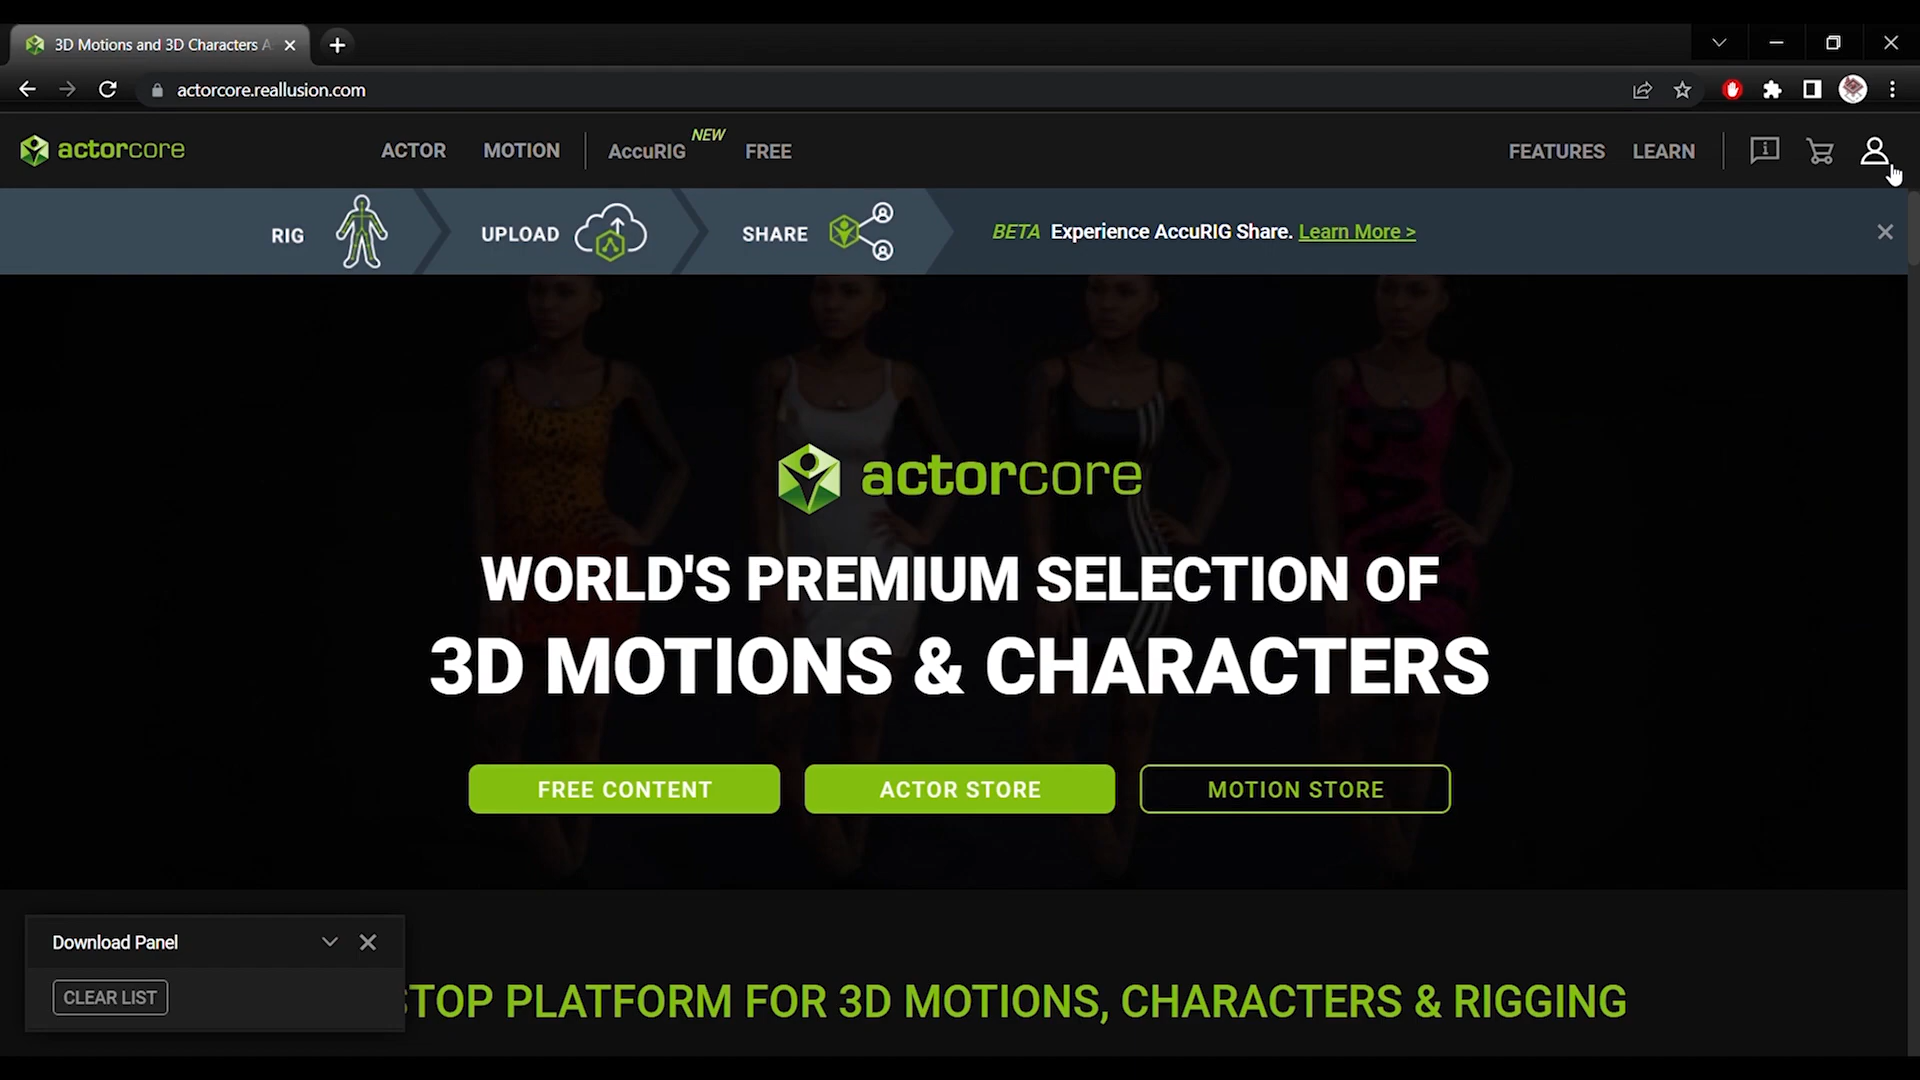 3D Motions and 3D Characters A
actorcore.reallusion.com
actorcore
ACTOR
MOTION
AccuRIG
NEW
FREE
FEATURES
LEARN
RIG
UPLOAD
SHARE
BETA Experience AccuRIG Share. Learn More >
actorcore
WORLD'S PREMIUM SELECTION OF
3D MOTIONS & CHARACTERS
FREE CONTENT
ACTOR STORE
MOTION STORE
Download Panel
CLEAR LIST
STOP PLATFORM FOR 3D MOTIONS, CHARACTERS & RIGGING